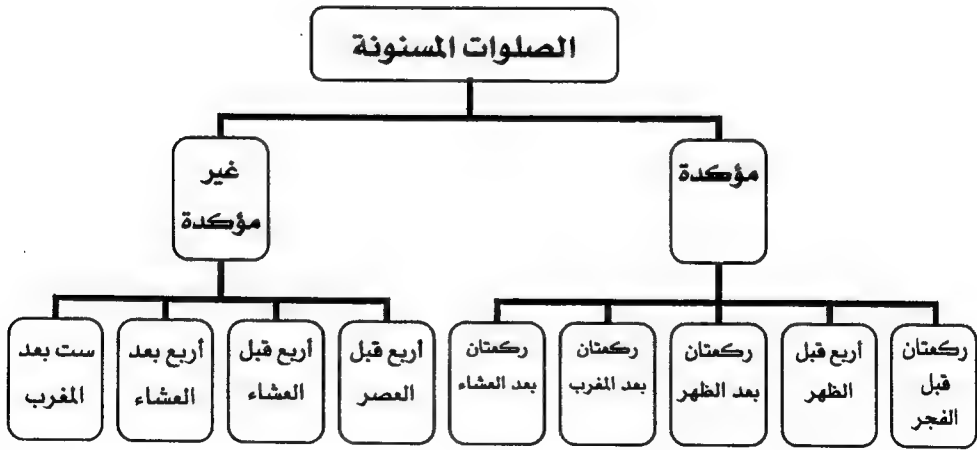 الصلوات المسنونة
مؤكدة
غير
مؤكدة
ركعتان
قبل
الفجر
أربع قبل
الظهر
ركعتان
بعد الظهر
ركعتان
بعد المغرب
ركعتان
بعد العشاء
أربع قبل
العصر
أربع قبل
العشاء
أربع بعد
العشاء
ست بعد
المغرب